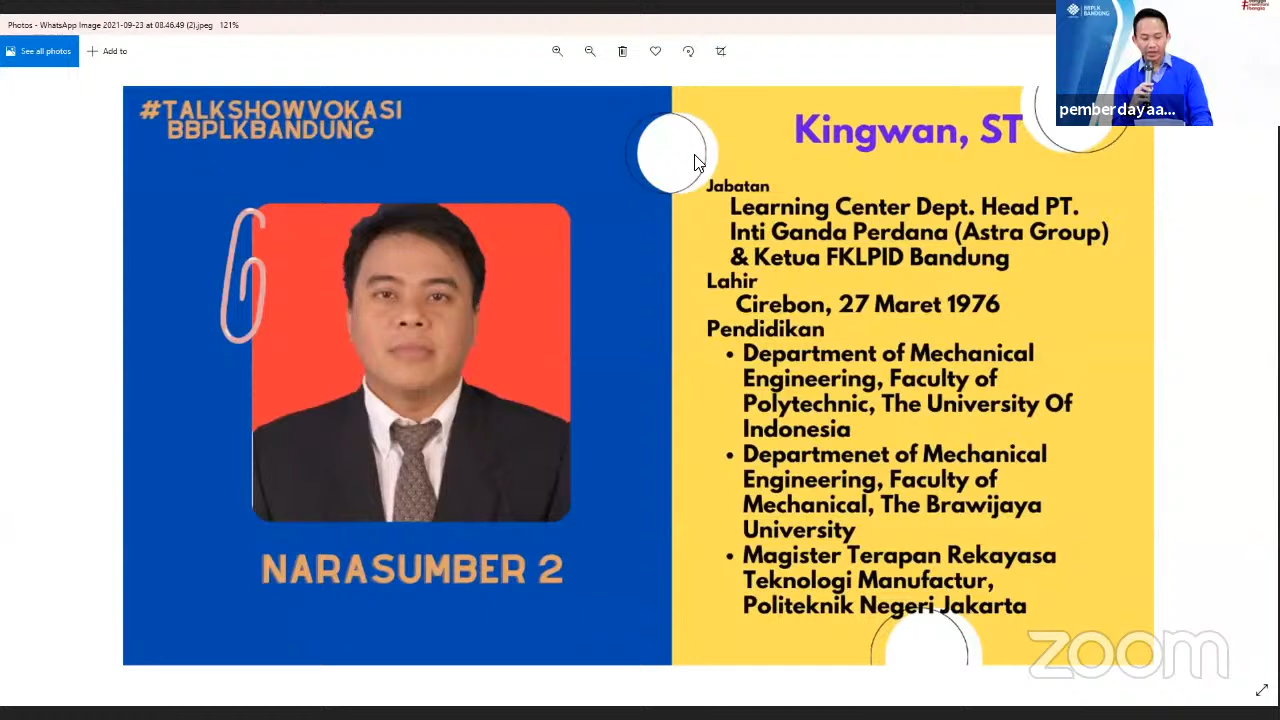 Photos - WhatsApp Image 2021-09-23 at 08.46.49 (2).jpeg 121%
See all photos
Add to
BBPLK
BANDUNG
pemberdayaa...
#TALKSHOWVOKASI
BBPLKBANDUNG
NARASUMBER 2
Kingwan, ST
Jabatan
Learning Center Dept. Head PT.
Inti Ganda Perdana (Astra Group)
& Ketua FKLPID Bandung
Lahir
Cirebon, 27 Maret 1976
Pendidikan
• Department of Mechanical
Engineering, Faculty of
Polytechnic, The University Of
Indonesia
• Departmenet of Mechanical
Engineering, Faculty of
Mechanical, The Brawijaya
University
• Magister Terapan Rekayasa
Teknologi Manufactur,
Politeknik Negeri Jakarta
zoom